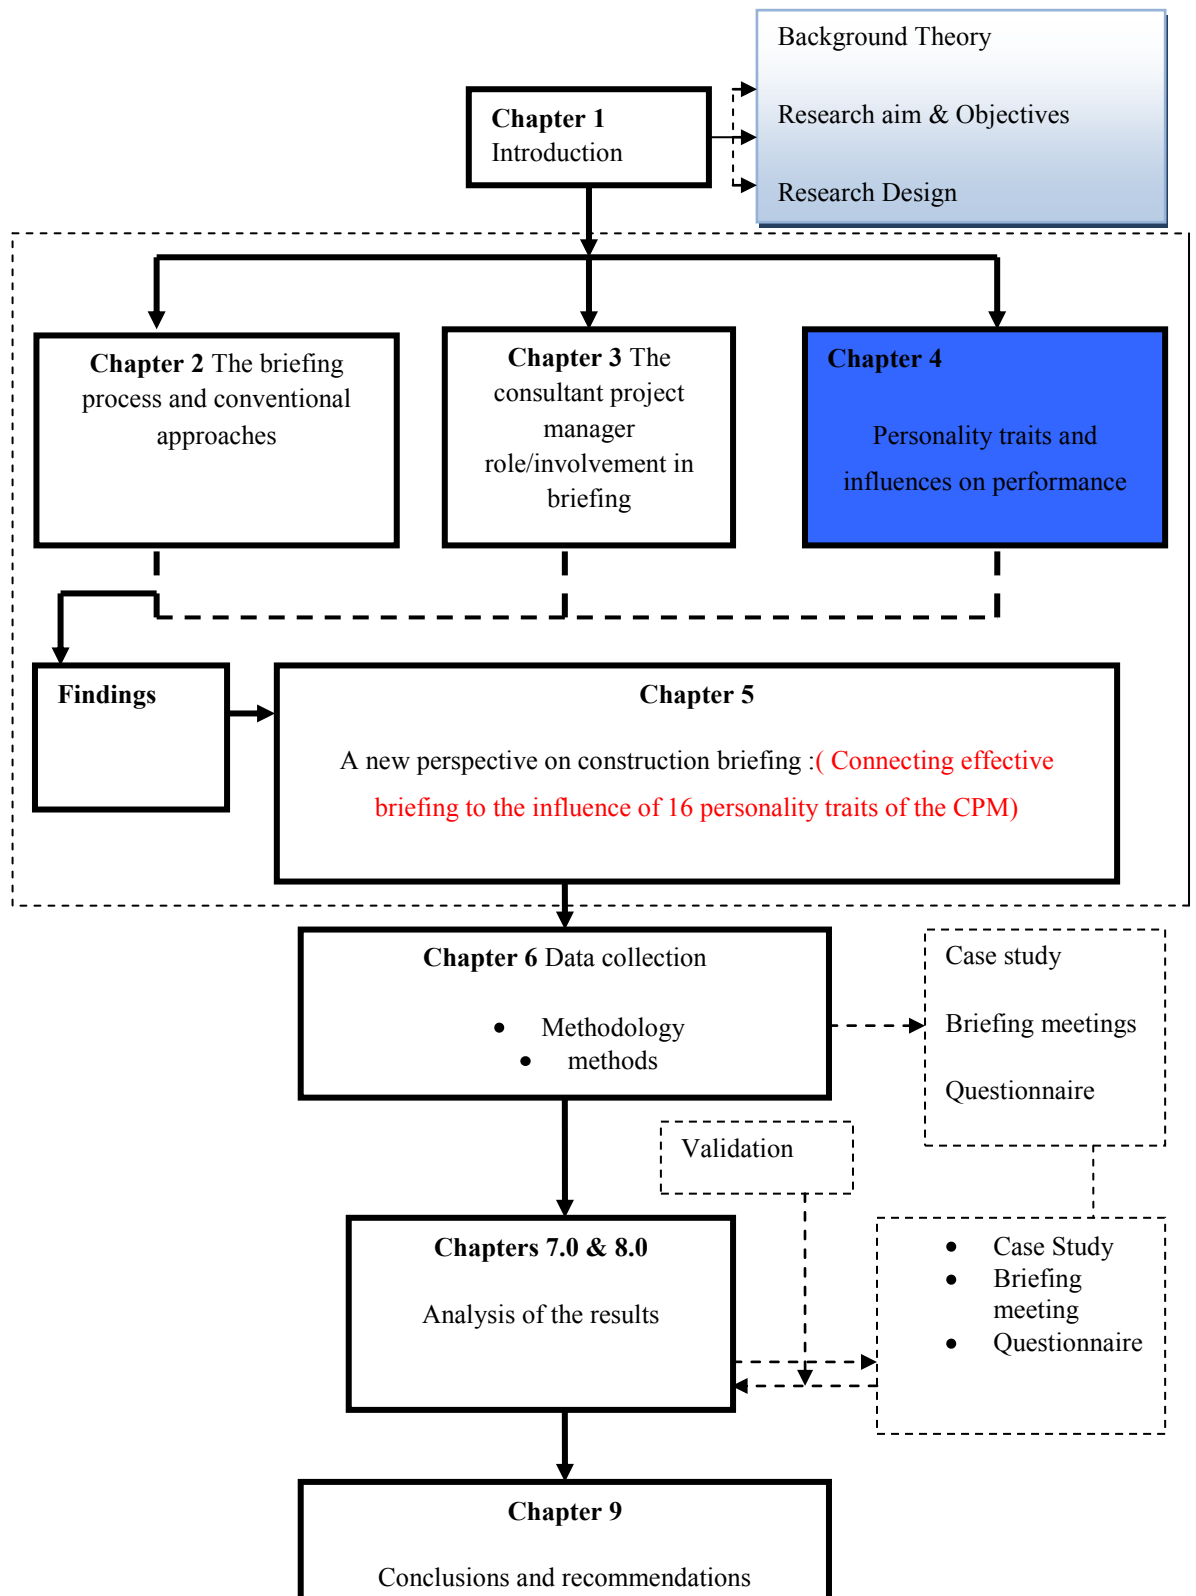 Background Theory
Research aim & Objectives
Research Design
Chapter 1
Introduction
Chapter 2 The briefing
process and conventional
approaches
Chapter 3 The
consultant project
manager
role/involvement in
briefing
Chapter 4
Personality traits and
influences on performance
Findings
Chapter 5
A new perspective on construction briefing :( Connecting effective
briefing to the influence of 16 personality traits of the CPM)
Chapter 6 Data collection
• Methodology
• methods
Case study
Briefing meetings
Questionnaire
Validation
Chapters 7.0 & 8.0
Analysis of the results
• Case Study
• Briefing
meeting
• Questionnaire
Chapter 9
Conclusions and recommendations